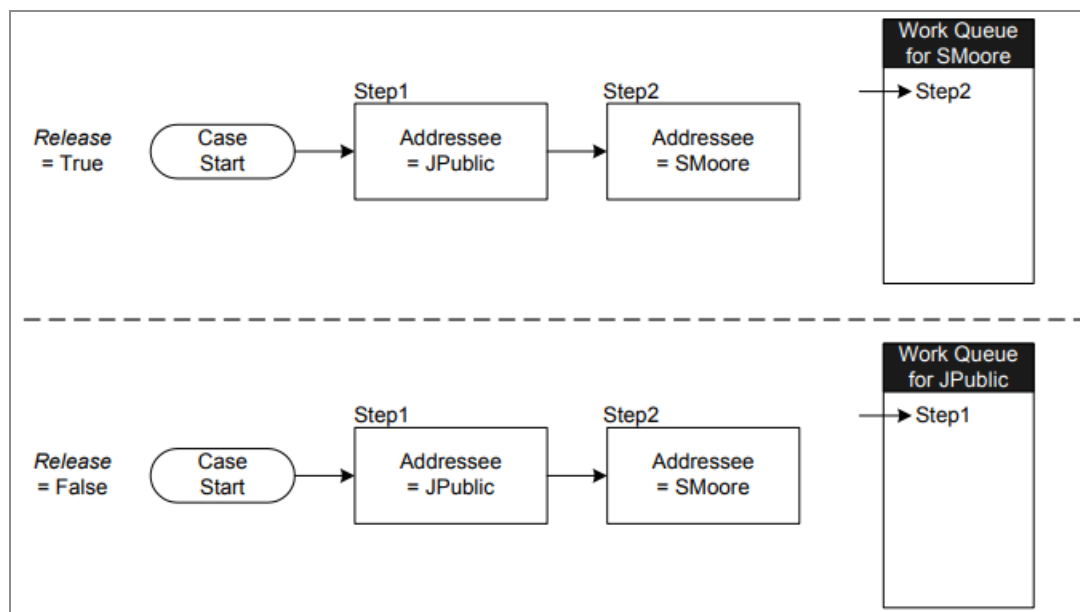 Work Queue
for SMoore
Step1
Step2
Step2
Release
= True
Case
Start
Addressee
= JPublic
Addressee
= SMoore
Work Queue
for JPublic
Step1
Step2
Step1
Release
= False
Case
Start
Addressee
= JPublic
Addressee
= SMoore